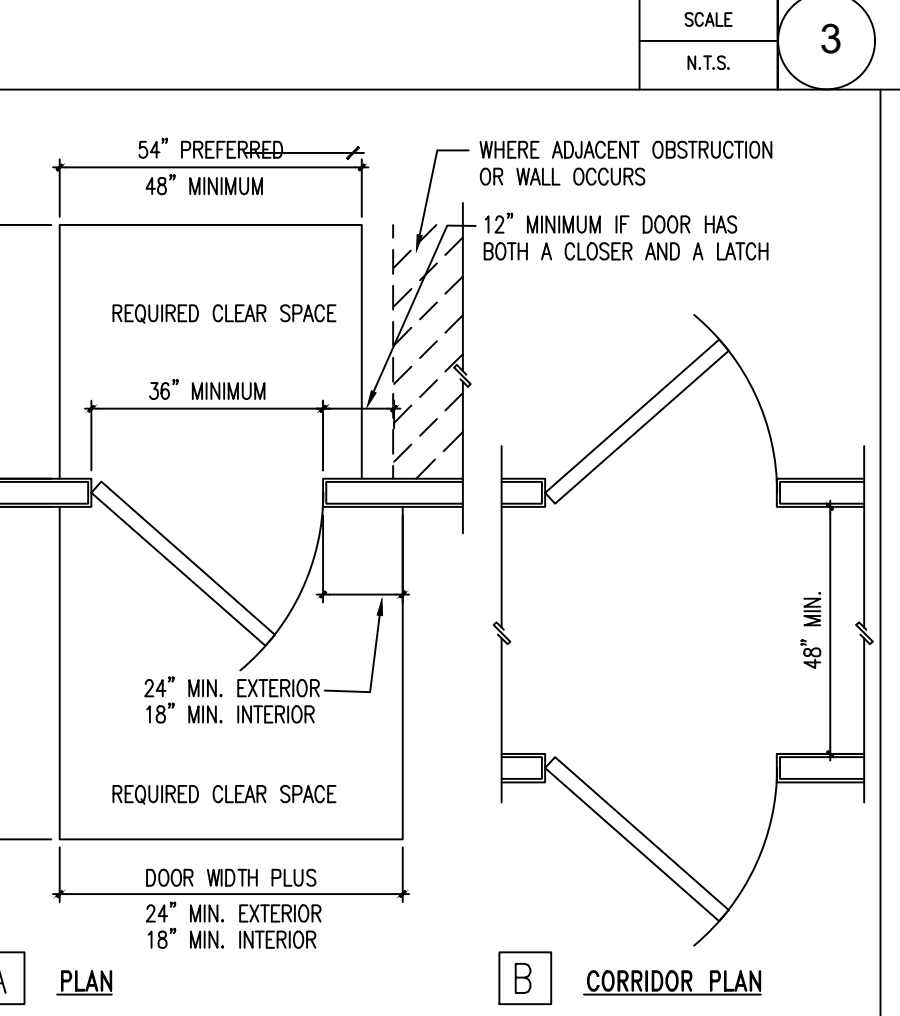 SCALE
N.T.S.
3
54” PREFERRED
48” MINIMUM
WHERE ADJACENT OBSTRUCTION
OR WALL OCCURS
12” MINIMUM IF DOOR HAS
BOTH A CLOSER AND A LATCH
REQUIRED CLEAR SPACE
36” MINIMUM
24” MIN. EXTERIOR
18” MIN. INTERIOR
48” MIN.
REQUIRED CLEAR SPACE
DOOR WIDTH PLUS
24” MIN. EXTERIOR
18” MIN. INTERIOR
A PLAN
B CORRIDOR PLAN